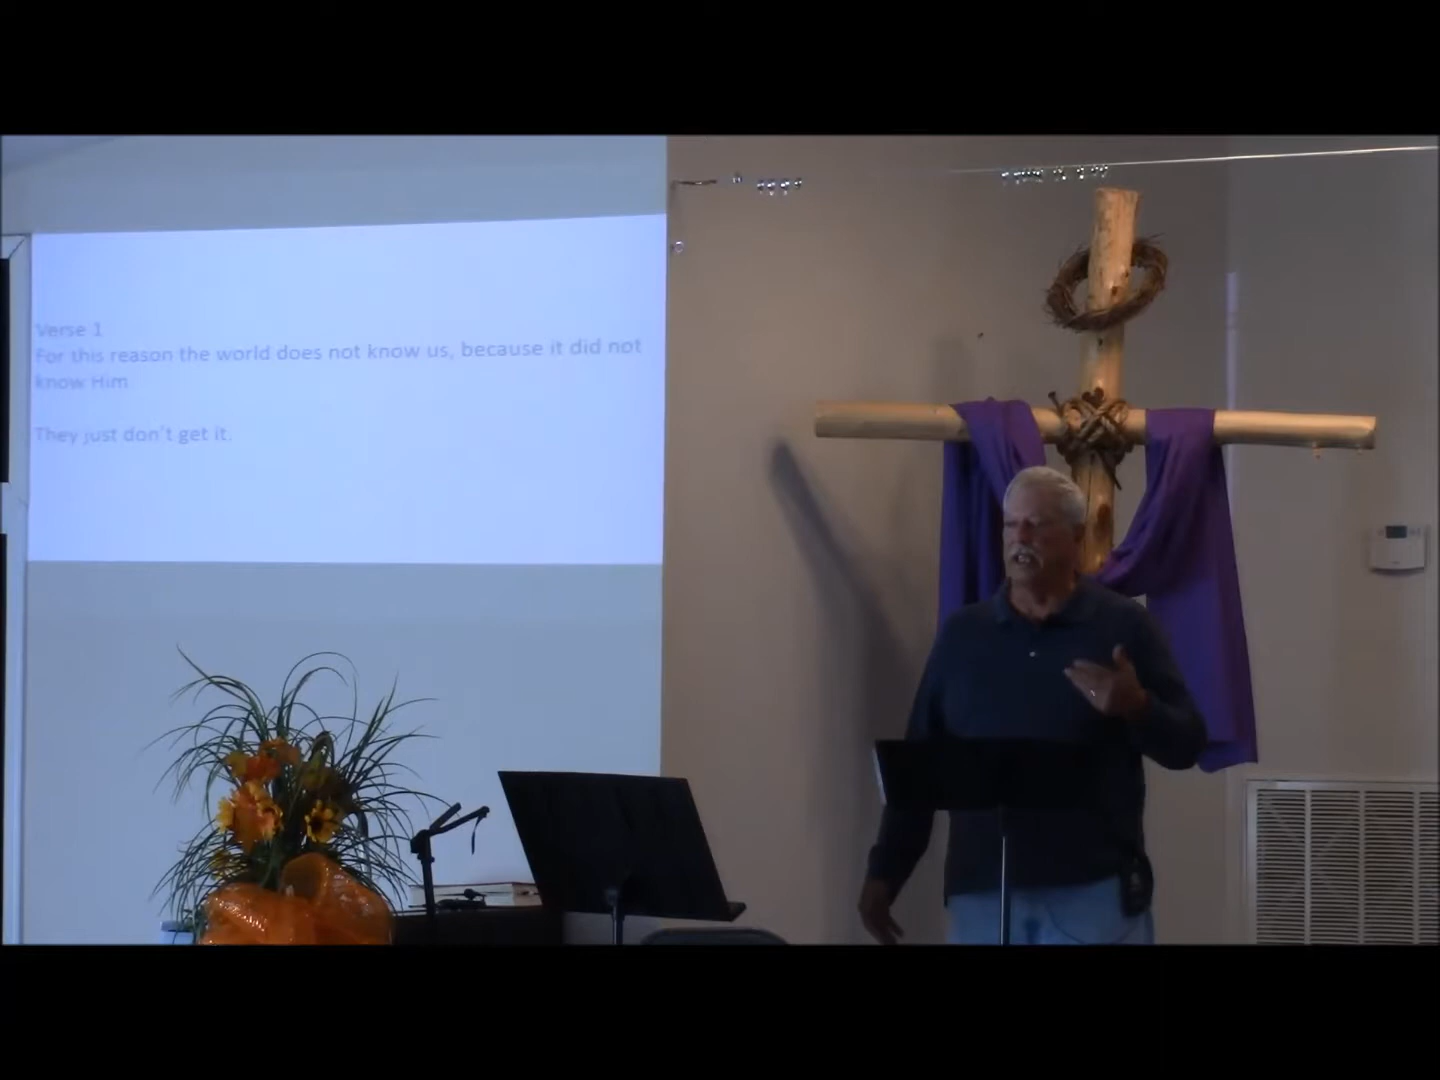 Verse 1
For this reason the world does not know us, because it did not
know Him.
They just don't get it.